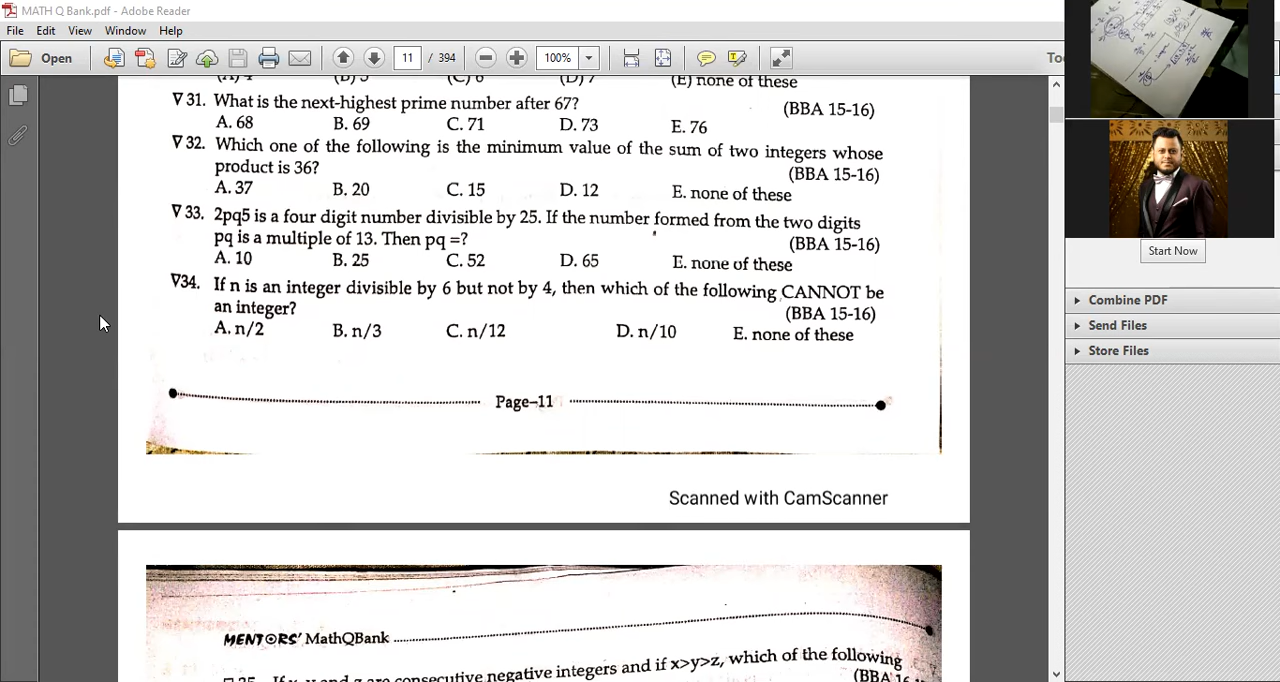 MATH Q Bank.pdf - Adobe Reader
File Edit View Window Help
Open 11 / 394 100%
(B) 5 (C) 6 (D) 7 (E) none of these
∇31. What is the next-highest prime number after 67? (BBA 15-16)
A. 68 B. 69 C. 71 D. 73 E. 76
∇32. Which one of the following is the minimum value of the sum of two integers whose
product is 36? (BBA 15-16)
A. 37 B. 20 C. 15 D. 12 E. none of these
∇33. 2pq5 is a four digit number divisible by 25. If the number formed from the two digits
pq is a multiple of 13. Then pq =? (BBA 15-16)
A. 10 B. 25 C. 52 D. 65 E. none of these
∇34. If n is an integer divisible by 6 but not by 4, then which of the following CANNOT be
an integer? (BBA 15-16)
A. n/2 B. n/3 C. n/12 D. n/10 E. none of these
Page-11
Scanned with CamScanner
MENTORS' MathQBank
are consecutive negative integers and if x>y>z, which of the following
Start Now
Combine PDF
Send Files
Store Files